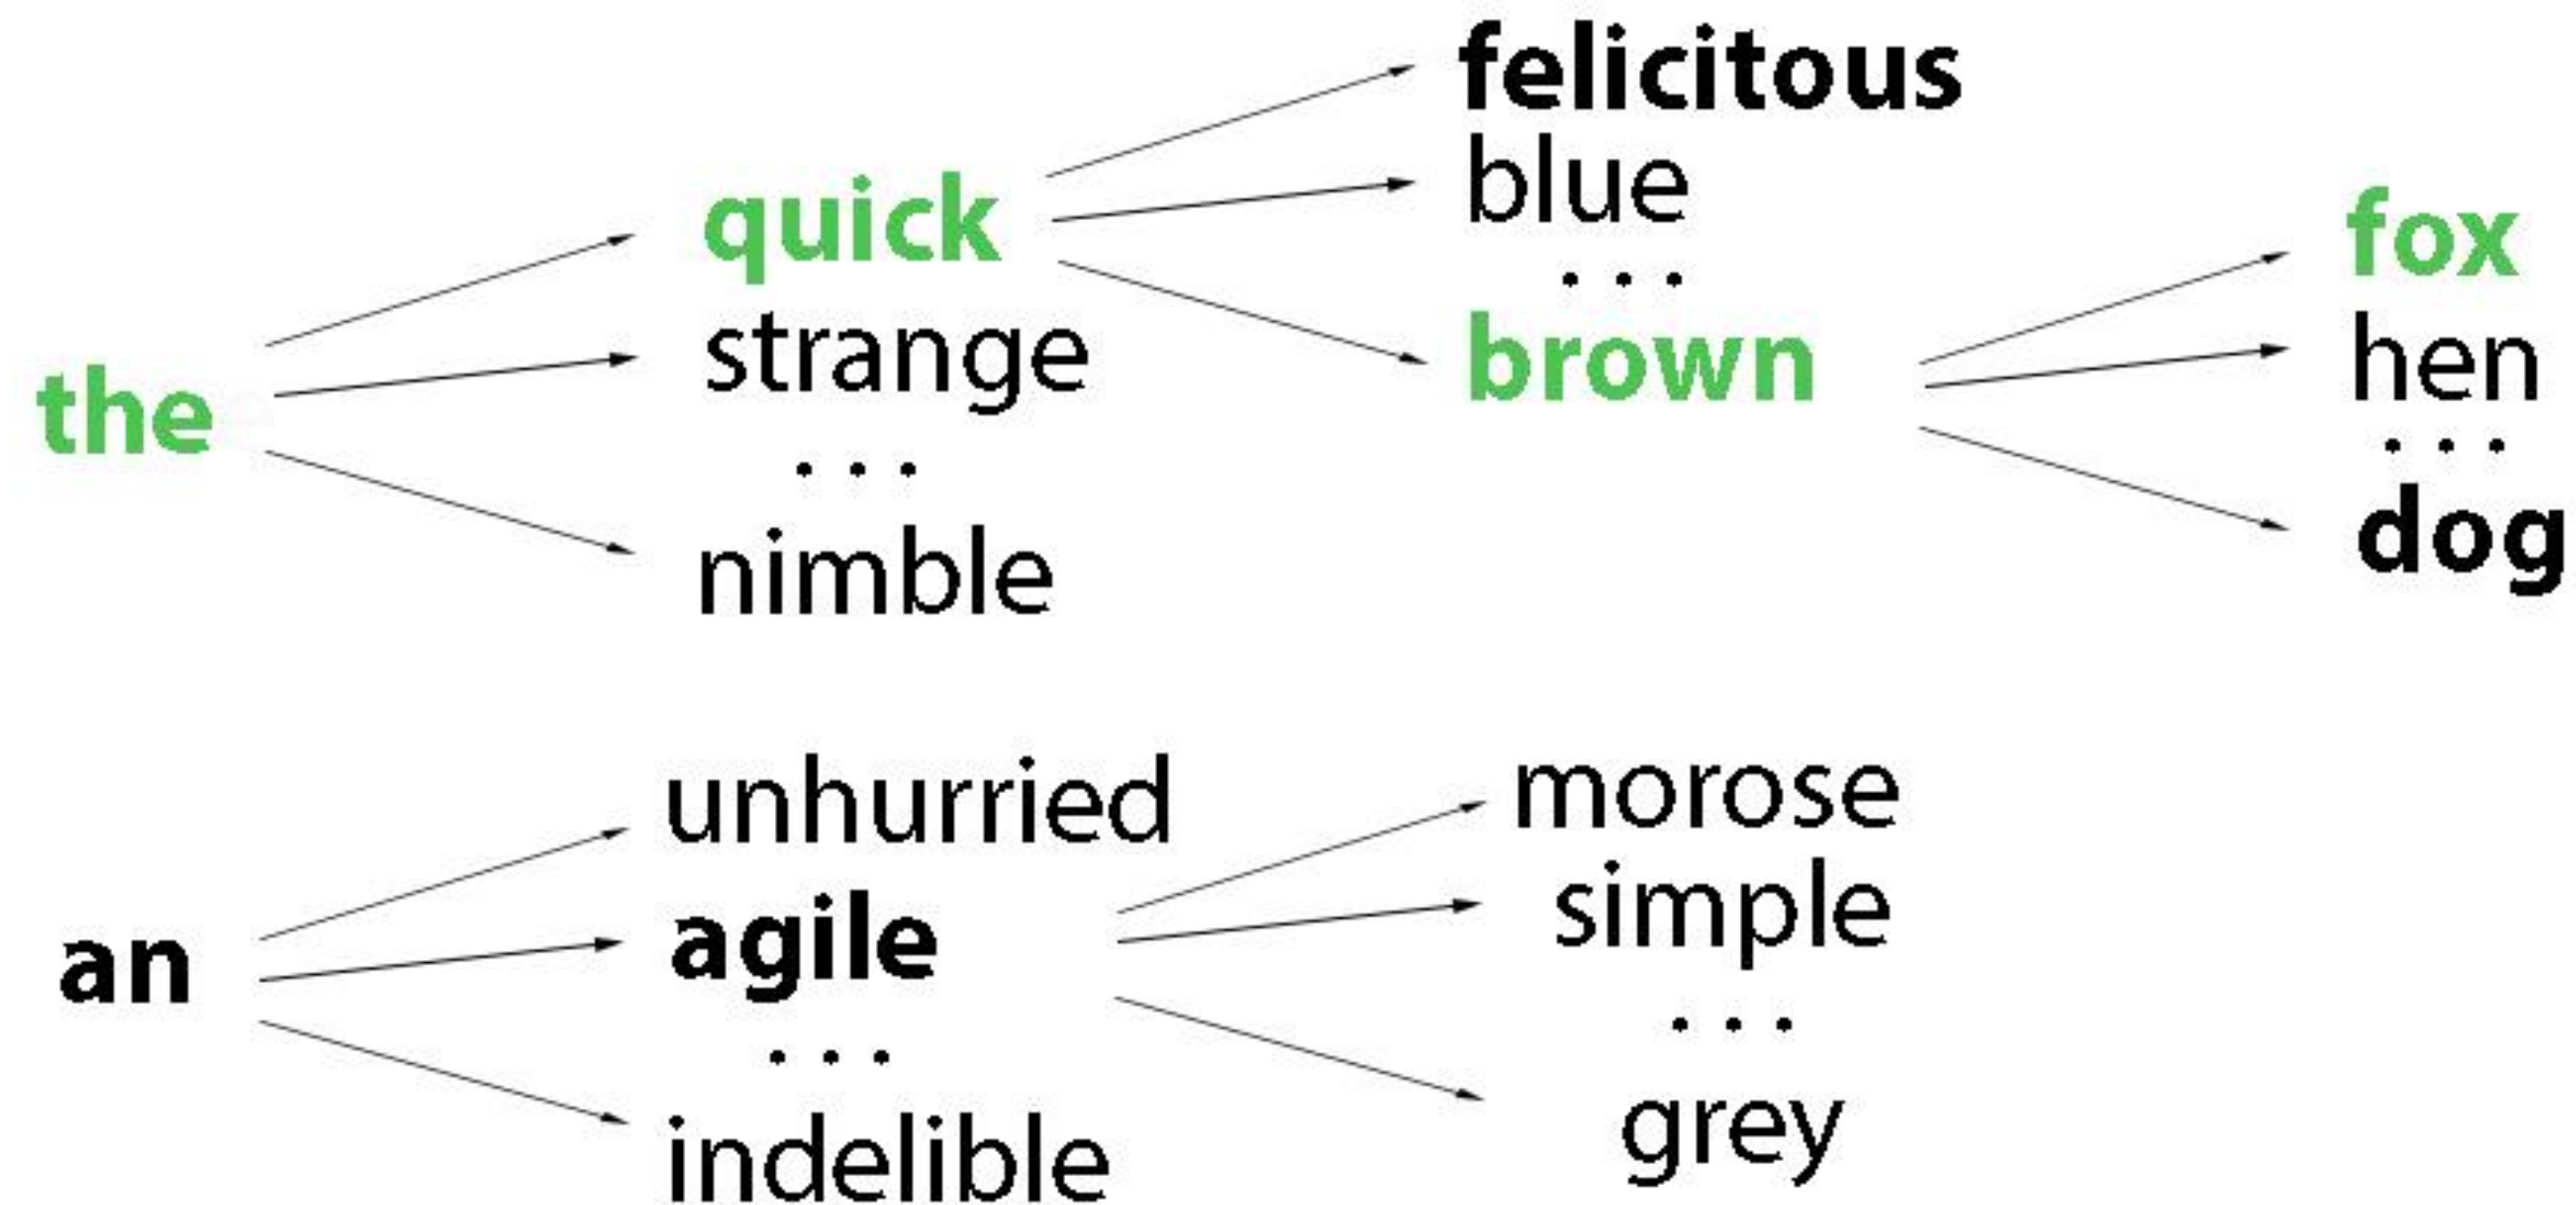 the
quick
strange
...
nimble
felicitous
blue
...
brown
fox
hen
...
dog
an
unhurried
agile
...
indelible
morose
simple
...
grey